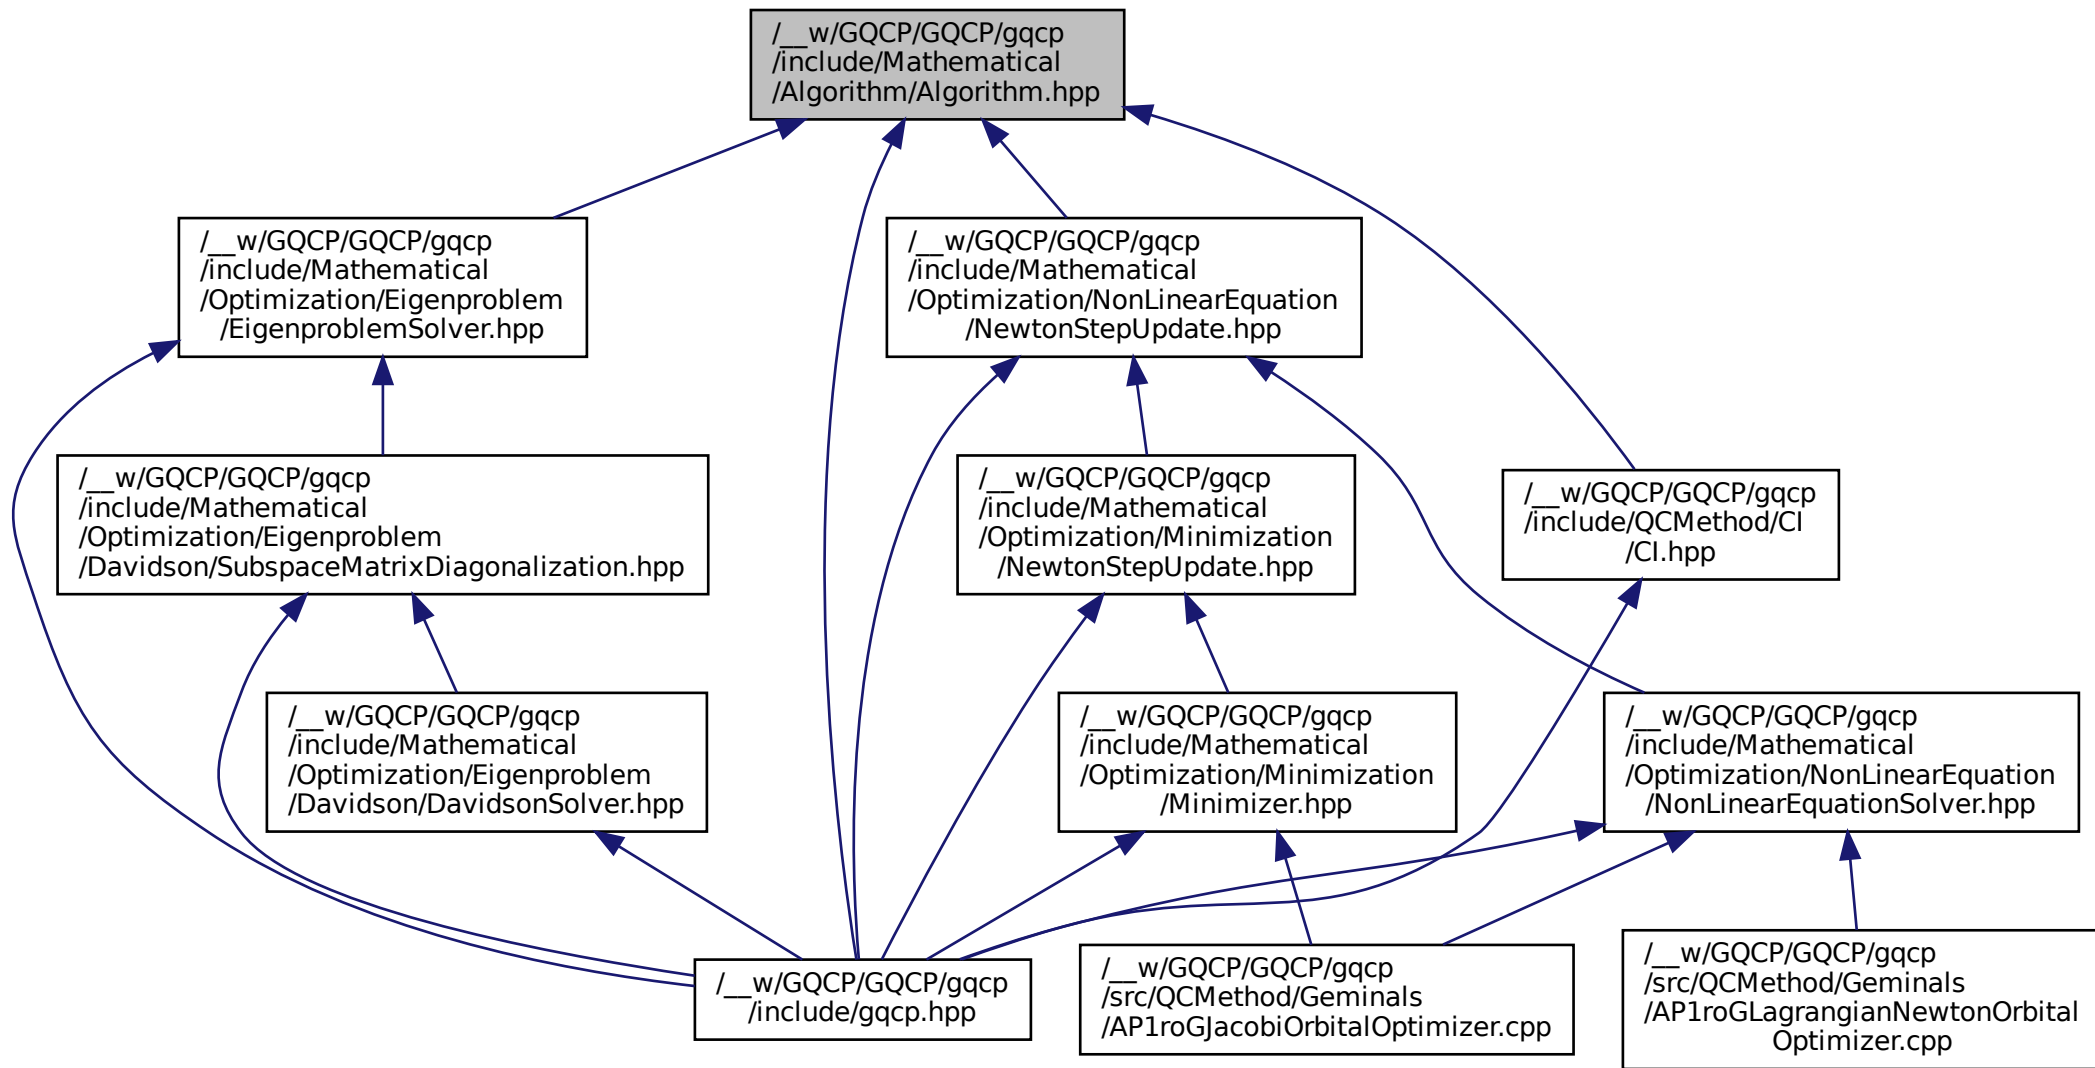 /__w/GQCP/GQCP/gqcp
/include/Mathematical
/Algorithm/Algorithm.hpp
/__w/GQCP/GQCP/gqcp
/include/Mathematical
/Optimization/Eigenproblem
/EigenproblemSolver.hpp
/__w/GQCP/GQCP/gqcp
/include/Mathematical
/Optimization/NonLinearEquation
/NewtonStepUpdate.hpp
/__w/GQCP/GQCP/gqcp
/include/Mathematical
/Optimization/Eigenproblem
/Davidson/SubspaceMatrixDiagonalization.hpp
/__w/GQCP/GQCP/gqcp
/include/Mathematical
/Optimization/Minimization
/NewtonStepUpdate.hpp
/__w/GQCP/GQCP/gqcp
/include/QCMethod/CI
/CI.hpp
/__w/GQCP/GQCP/gqcp
/include/Mathematical
/Optimization/Eigenproblem
/Davidson/DavidsonSolver.hpp
/__w/GQCP/GQCP/gqcp
/include/Mathematical
/Optimization/Minimization
/Minimizer.hpp
/__w/GQCP/GQCP/gqcp
/include/Mathematical
/Optimization/NonLinearEquation
/NonLinearEquationSolver.hpp
/__w/GQCP/GQCP/gqcp
/include/gqcp.hpp
/__w/GQCP/GQCP/gqcp
/src/QCMethod/Geminals
/AP1roGJacobiOrbitalOptimizer.cpp
/__w/GQCP/GQCP/gqcp
/src/QCMethod/Geminals
/AP1roGLagrangianNewtonOrbital
Optimizer.cpp